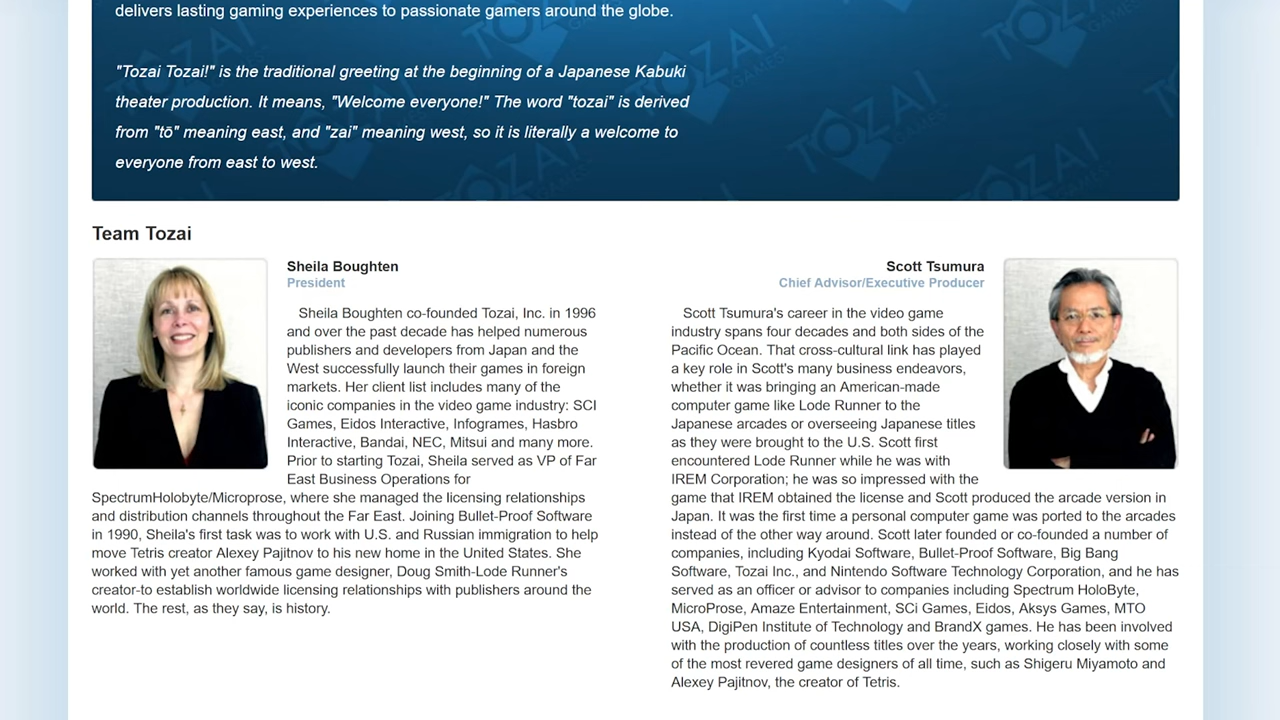 delivers lasting gaming experiences to passionate gamers around the globe.
"Tozai Tozai!" is the traditional greeting at the beginning of a Japanese Kabuki
theater production. It means, "Welcome everyone!" The word "tozai" is derived
from "tō" meaning east, and "zai" meaning west, so it is literally a welcome to
everyone from east to west.
Team Tozai
Sheila Boughten
President
Sheila Boughten co-founded Tozai, Inc. in 1996
and over the past decade has helped numerous
publishers and developers from Japan and the
West successfully launch their games in foreign
markets. Her client list includes many of the
iconic companies in the video game industry: SCI
Games, Eidos Interactive, Infogrames, Hasbro
Interactive, Bandai, NEC, Mitsui and many more.
Prior to starting Tozai, Sheila served as VP of Far
East Business Operations for
SpectrumHolobyte/Microprose, where she managed the licensing relationships
and distribution channels throughout the Far East. Joining Bullet-Proof Software
in 1990, Sheila's first task was to work with U.S. and Russian immigration to help
move Tetris creator Alexey Pajitnov to his new home in the United States. She
worked with yet another famous game designer, Doug Smith-Lode Runner's
creator-to establish worldwide licensing relationships with publishers around the
world. The rest, as they say, is history.
Scott Tsumura
Chief Advisor/Executive Producer
Scott Tsumura's career in the video game
industry spans four decades and both sides of the
Pacific Ocean. That cross-cultural link has played
a key role in Scott's many business endeavors,
whether it was bringing an American-made
computer game like Lode Runner to the
Japanese arcades or overseeing Japanese titles
as they were brought to the U.S. Scott first
encountered Lode Runner while he was with
IREM Corporation; he was so impressed with the
game that IREM obtained the license and Scott produced the arcade version in
Japan. It was the first time a personal computer game was ported to the arcades
instead of the other way around. Scott later founded or co-founded a number of
companies, including Kyodai Software, Bullet-Proof Software, Big Bang
Software, Tozai Inc., and Nintendo Software Technology Corporation, and he has
served as an officer or advisor to companies including Spectrum HoloByte,
MicroProse, Amaze Entertainment, SCi Games, Eidos, Aksys Games, MTO
USA, DigiPen Institute of Technology and BrandX games. He has been involved
with the production of countless titles over the years, working closely with some
of the most revered game designers of all time, such as Shigeru Miyamoto and
Alexey Pajitnov, the creator of Tetris.